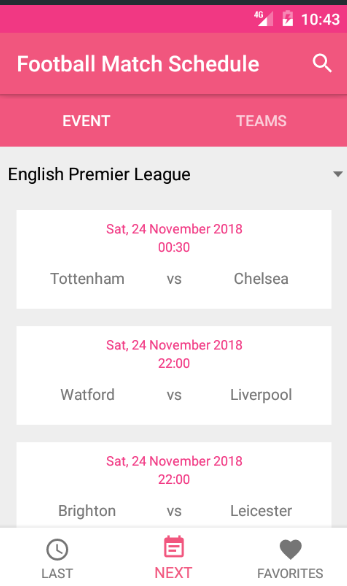 4G 10:43
Football Match Schedule
EVENT TEAMS
English Premier League
Sat, 24 November 2018
00:30
Tottenham vs Chelsea
Sat, 24 November 2018
22:00
Watford vs Liverpool
Sat, 24 November 2018
22:00
Brighton vs Leicester
LAST NEXT FAVORITES